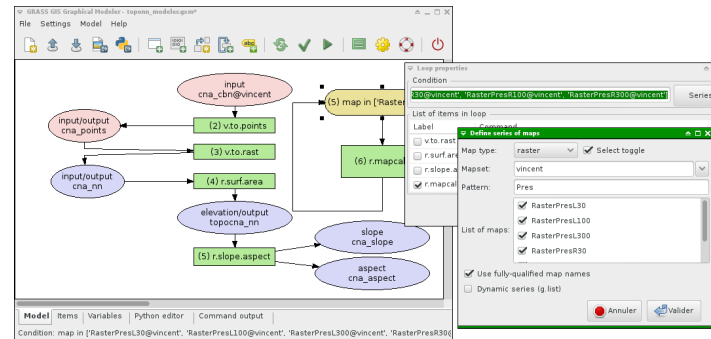 GRASS GIS Graphical Modeler - toponn_modeler.gxm*
File Settings Model Help
input
cna_cbn@vincent
input/output
cna_points
(2) v.to.points
(3) v.to.rast
input/output
cna_nn
(4) r.surf.area
elevation/output
topocna_nn
(5) r.slope.aspect
slope
cna_slope
aspect
cna_aspect
(5) map in ['Raster
(6) r.mapcal
Model Items Variables Python editor Command output
Condition: map in ['RasterPresL30@vincent', 'RasterPresL100@vincent', 'RasterPresL300@vincent', 'RasterPresR30(
Loop properties
Condition
R30@vincent', 'RasterPresR100@vincent', 'RasterPresR300@vincent']
Series
List of items in loop
Label Command
v.to.rast
r.surf.are
r.slope.a
r.mapcal
Define series of maps
Map type: raster Select toggle
Mapset: vincent
Pattern: Pres
List of maps:
RasterPresL30
RasterPresL100
RasterPresL300
RasterPresR30
Use fully-qualified map names
Dynamic series (g.list)
Annuler Valider